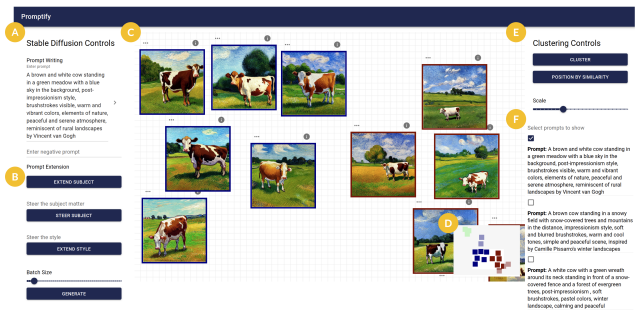 Promptify
A
Stable Diffusion Controls
Prompt Writing
Enter prompt
A brown and white cow standing
in a green meadow with a blue
sky in the background, post-
impressionism style,
brushstrokes visible, warm and
vibrant colors, elements of nature,
peaceful and serene atmosphere,
reminiscent of rural landscapes
by Vincent van Gogh
Enter negative prompt
B
Prompt Extension
EXTEND SUBJECT
Steer the subject matter
STEER SUBJECT
Steer the style
EXTEND STYLE
Batch Size
GENERATE
C
D
E
Clustering Controls
CLUSTER
POSITION BY SIMILARITY
Scale
F
Select prompts to show
Prompt: A brown and white cow standing in
a green meadow with a blue sky in the
background, post-impressionism style,
brushstrokes visible, warm and vibrant
colors, elements of nature, peaceful and
serene atmosphere, reminiscent of rural
landscapes by Vincent van Gogh
Prompt: A brown cow standing in a snowy
field with snow-covered trees and mountains
in the distance, impressionism style, soft
and blurred brushstrokes, warm and cool
tones, simple and peaceful scene, inspired
by Camille Pissarro's winter landscapes
Prompt: A white cow with a green wreath
around its neck standing in front of a snow-
covered fence and a forest of evergreen
trees, post-impressionism , soft
brushstrokes, pastel colors, winter
landscape, calming and peaceful